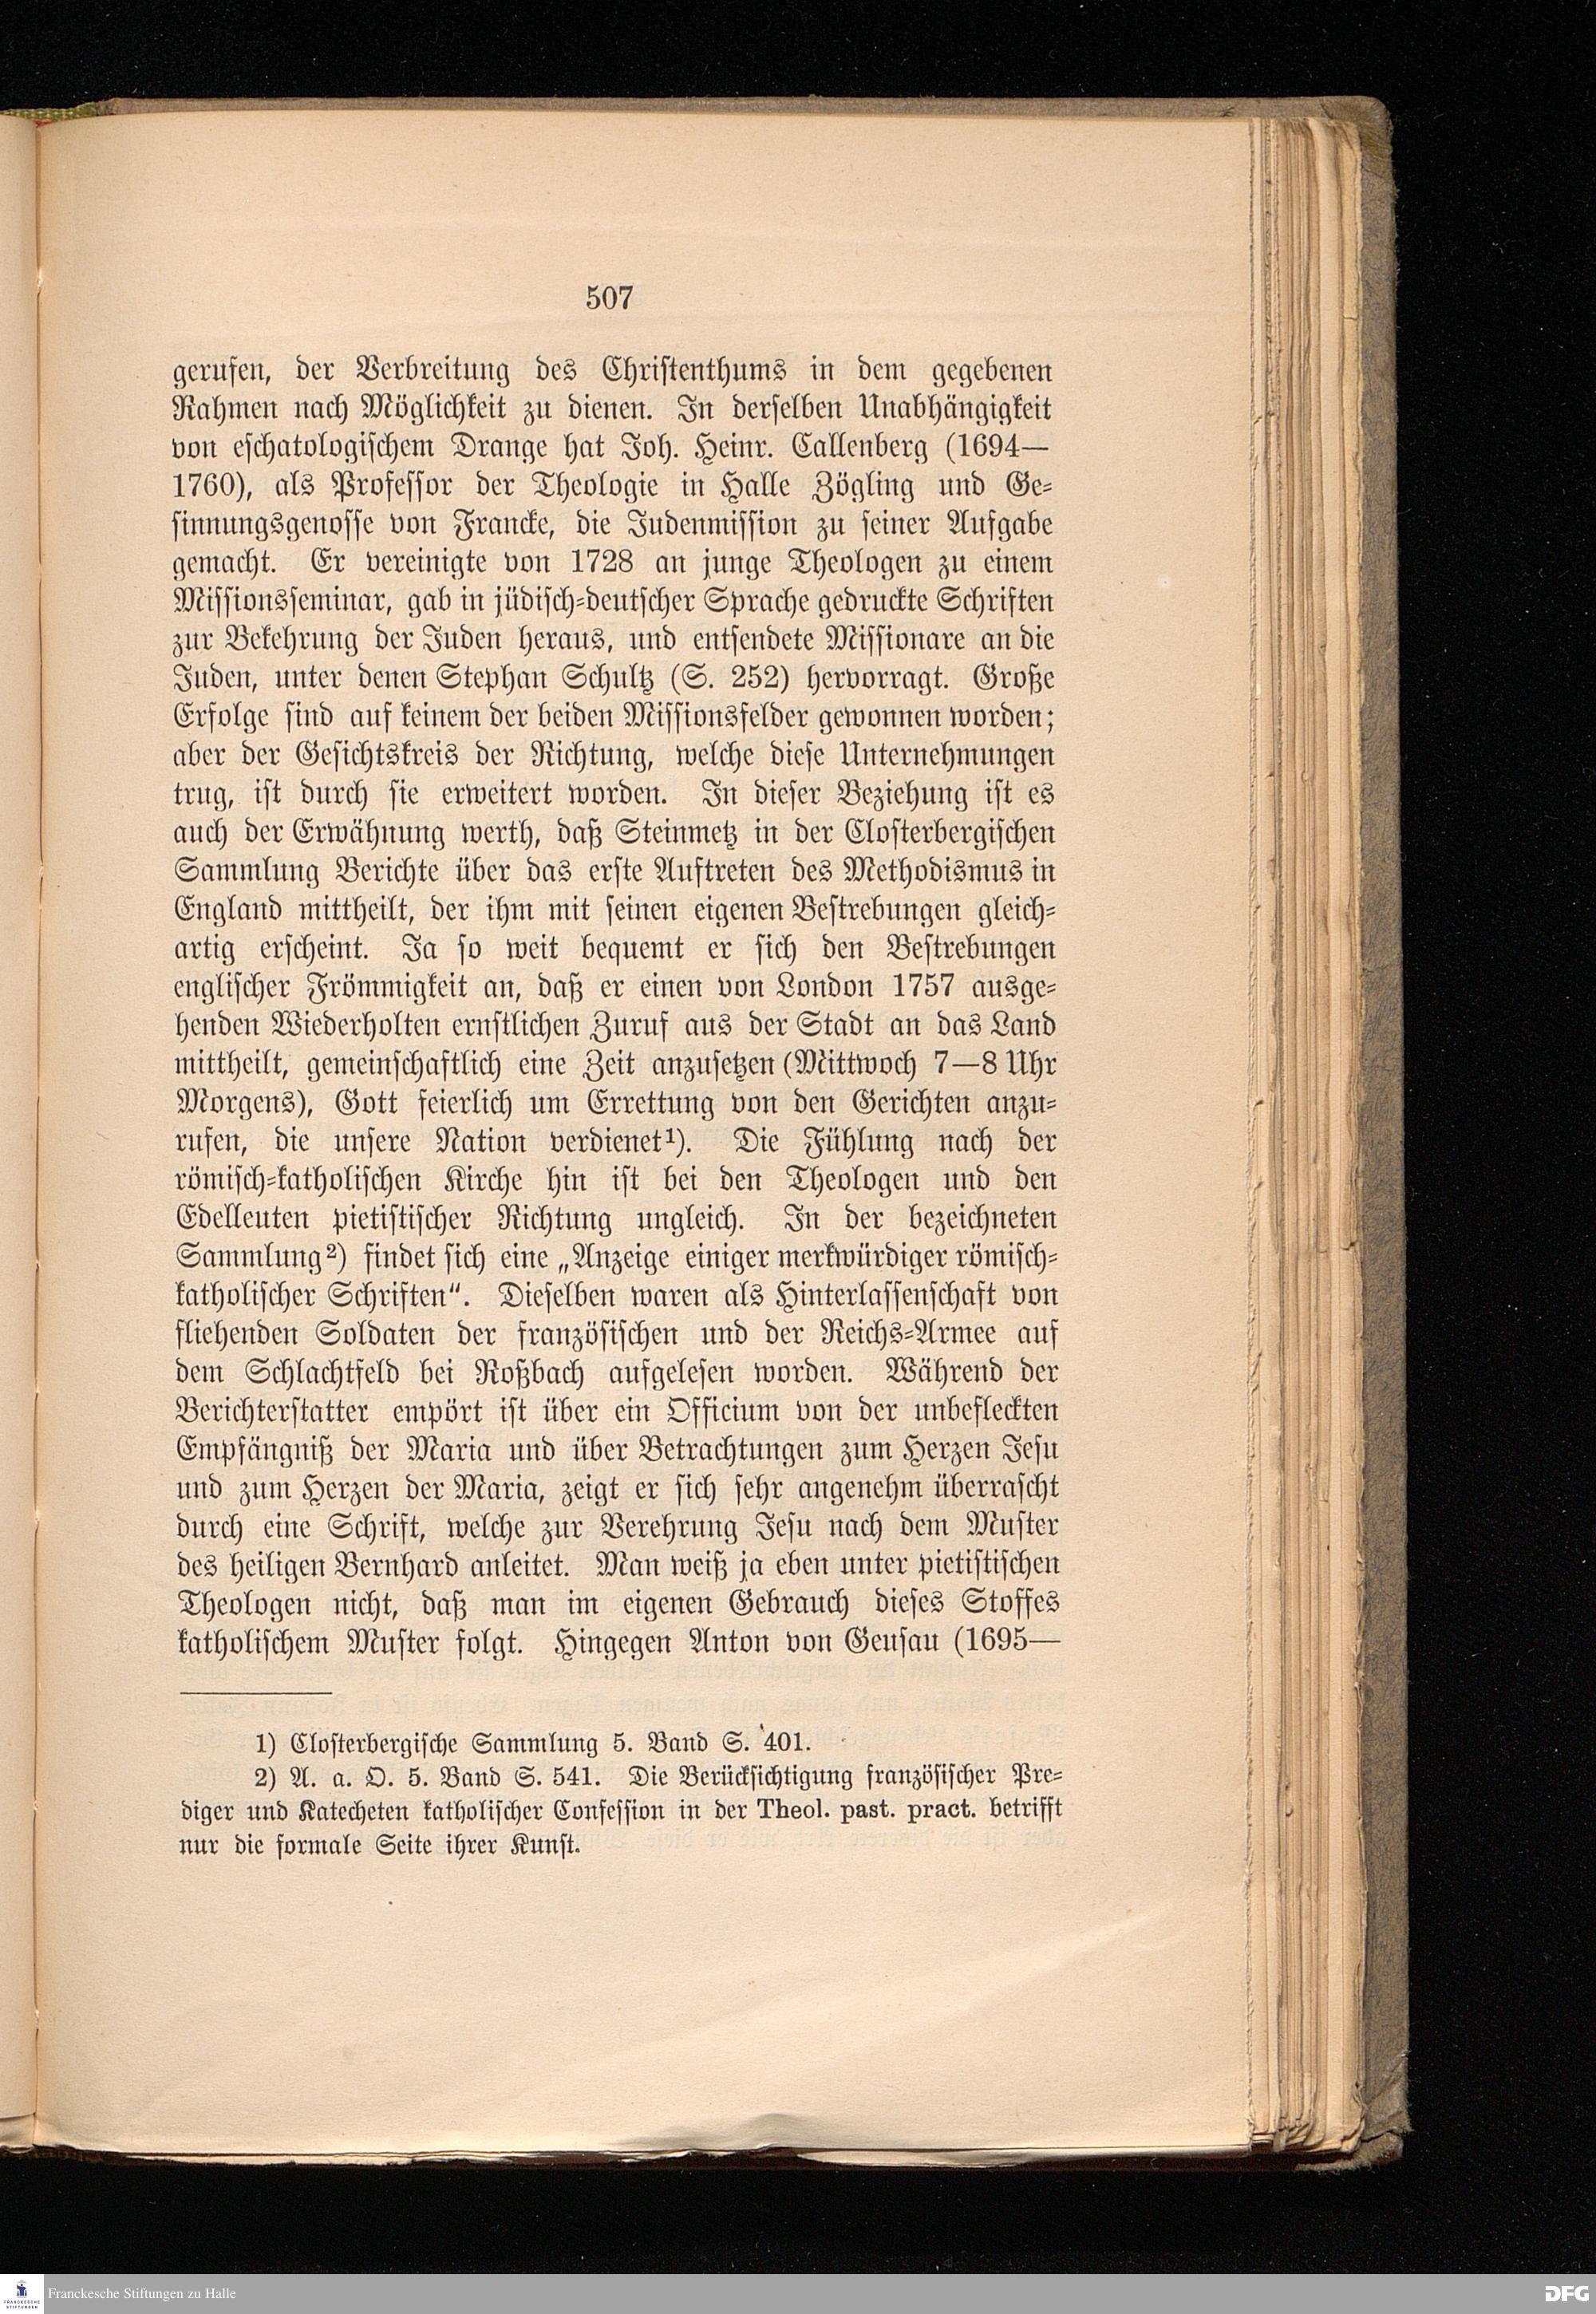 507
gerufen, der Verbreitung des Christenthums in dem gegebenen
Rahmen nach Möglichkeit zu dienen. In derselben Unabhängigkeit
von eschatologischem Drange hat Joh. Heinr. Callenberg (1694—
1760), als Professor der Theologie in Halle Zögling und Ge-
sinnungsgenosse von Francke, die Judenmission zu seiner Aufgabe
gemacht. Er vereinigte von 1728 an junge Theologen zu einem
Missionsseminar, gab in jüdisch-deutscher Sprache gedruckte Schriften
zur Bekehrung der Juden heraus, und entsendete Missionare an die
Juden, unter denen Stephan Schultz (S. 252) hervorragt. Große
Erfolge sind auf keinem der beiden Missionsfelder gewonnen worden;
aber der Gesichtskreis der Richtung, welche diese Unternehmungen
trug, ist durch sie erweitert worden. In dieser Beziehung ist es
auch der Erwähnung werth, daß Steinmetz in der Closterbergischen
Sammlung Berichte über das erste Auftreten des Methodismus in
England mittheilt, der ihm mit seinen eigenen Bestrebungen gleich-
artig erscheint. Ja so weit bequemt er sich den Bestrebungen
englischer Frömmigkeit an, daß er einen von London 1757 ausge-
henden Wiederholten ernstlichen Zuruf aus der Stadt an das Land
mittheilt, gemeinschaftlich eine Zeit anzusetzen (Mittwoch 7—8 Uhr
Morgens), Gott feierlich um Errettung von den Gerichten anzu-
rufen, die unsere Nation verdienet¹). Die Fühlung nach der
römisch-katholischen Kirche hin ist bei den Theologen und den
Edelleuten pietistischer Richtung ungleich. In der bezeichneten
Sammlung²) findet sich eine „Anzeige einiger merkwürdiger römisch-
katholischer Schriften“. Dieselben waren als Hinterlassenschaft von
fliehenden Soldaten der französischen und der Reichs-Armee auf
dem Schlachtfeld bei Roßbach aufgelesen worden. Während der
Berichterstatter empört ist über ein Officium von der unbefleckten
Empfängniß der Maria und über Betrachtungen zum Herzen Jesu
und zum Herzen der Maria, zeigt er sich sehr angenehm überrascht
durch eine Schrift, welche zur Verehrung Jesu nach dem Muster
des heiligen Bernhard anleitet. Man weiß ja eben unter pietistischen
Theologen nicht, daß man im eigenen Gebrauch dieses Stoffes
katholischem Muster folgt. Hingegen Anton von Geusau (1695—
1) Closterbergische Sammlung 5. Band S. 401.
2) A. a. O. 5. Band S. 541. Die Berücksichtigung französischer Pre-
diger und Katecheten katholischer Confession in der Theol. past. pract. betrifft
nur die formale Seite ihrer Kunst.
FRANCKESCHE
STIFTUNGEN
Franckesche Stiftungen zu Halle
DFG